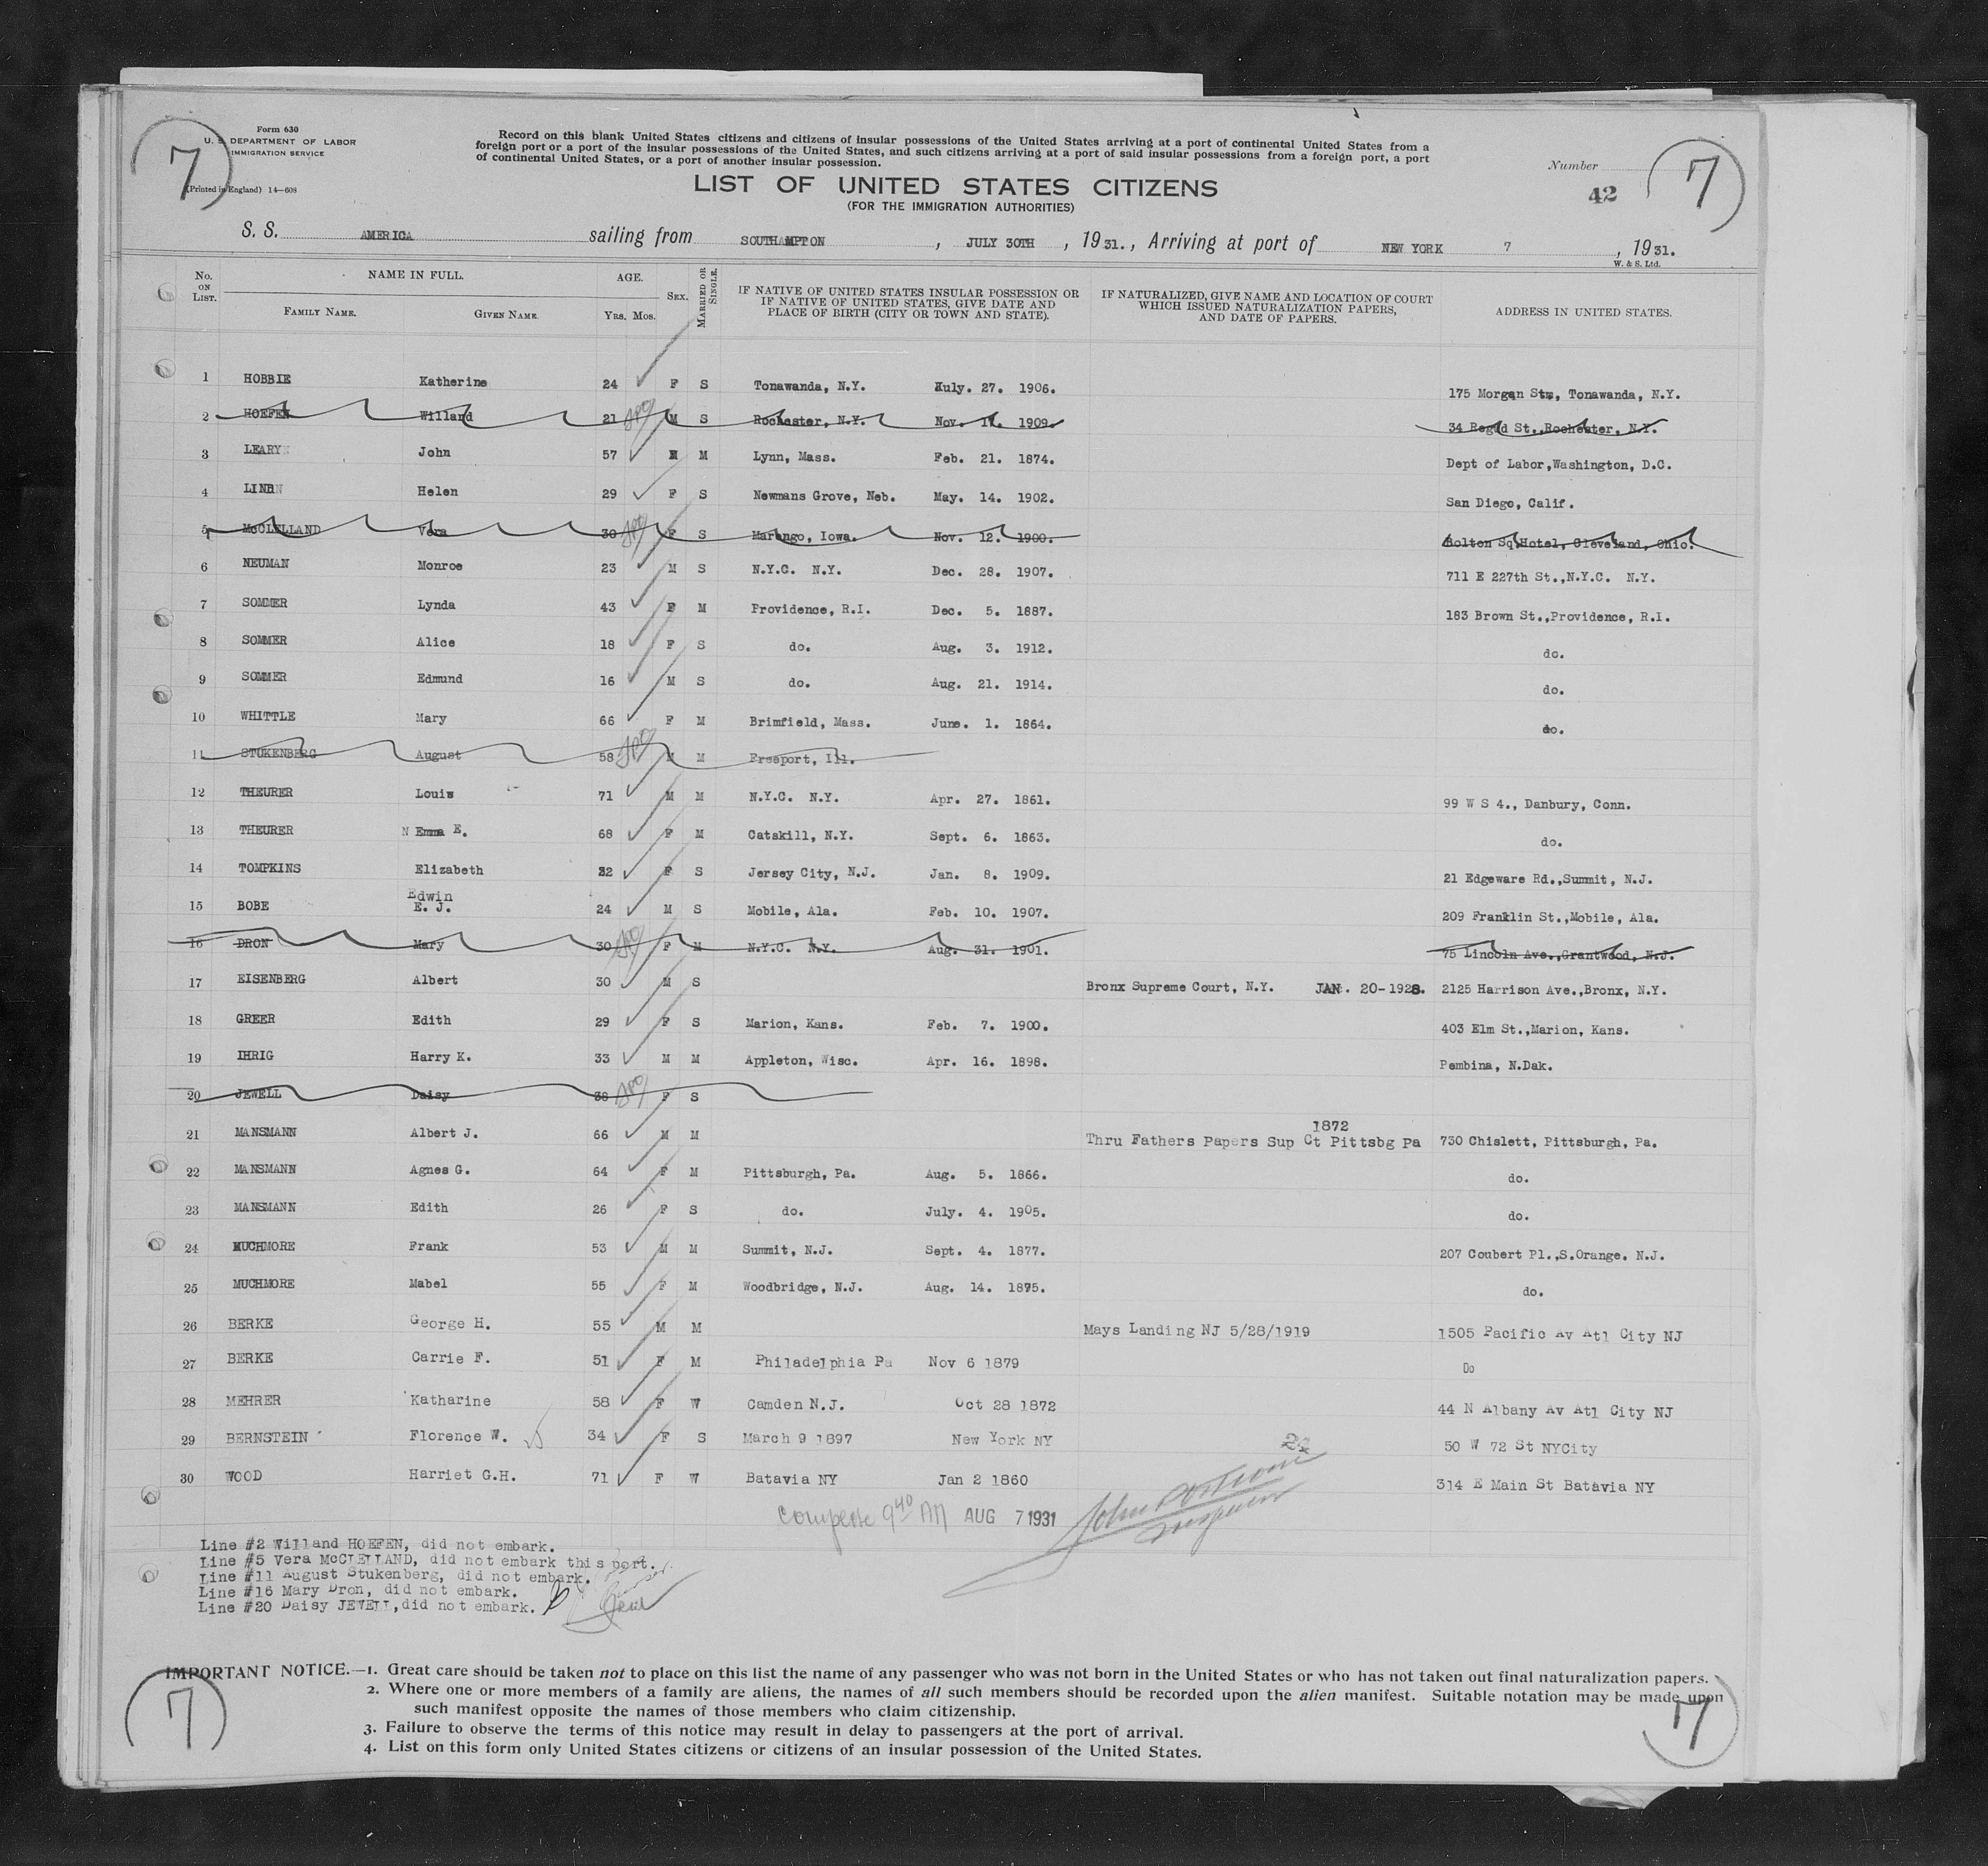 7
Form 630
U. S. DEPARTMENT OF LABOR
IMMIGRATION SERVICE
(Printed in England) 14—608
Record on this blank United States citizens and citizens of insular possessions of the United States arriving at a port of continental United States from a
foreign port or a port of the insular possessions of the United States, and such citizens arriving at a port of said insular possessions from a foreign port, a port
of continental United States, or a port of another insular possession.
LIST OF UNITED STATES CITIZENS
(FOR THE IMMIGRATION AUTHORITIES)
Number
42
7
S. S. AMERICA sailing from SOUTHAMPTON, JULY 30TH, 1931., Arriving at port of NEW YORK 7, 1931.
W. & S. Ltd.
No. ON LIST. NAME IN FULL. FAMILY NAME. GIVEN NAME. AGE. Yrs. Mos. SEX. MARRIED OR SINGLE. IF NATIVE OF UNITED STATES INSULAR POSSESSION OR IF NATIVE OF UNITED STATES, GIVE DATE AND PLACE OF BIRTH (CITY OR TOWN AND STATE). IF NATURALIZED, GIVE NAME AND LOCATION OF COURT WHICH ISSUED NATURALIZATION PAPERS, AND DATE OF PAPERS. ADDRESS IN UNITED STATES.
1 HOBBIE Katherine 24 F S Tonawanda, N.Y. July. 27. 1906. 175 Morgan Str, Tonawanda, N.Y.
2 HOEFEN Willand 21 M S Rochester, N.Y. Nov. 1909. 34 St., Rochester, N.Y.
3 LEARY John 57 M M Lynn, Mass. Feb. 21. 1874. Dept of Labor,Washington, D.C.
4 LINN Helen 29 F S Newmans Grove, Neb. May. 14. 1902. San Diego, Calif.
5 McCLELLAND Vera 30 F S Marengo, Iowa. Nov. 12. 1900. Bolton Sq Hotel, Cleveland, Ohio.
6 NEUMAN Monroe 23 M S N.Y.C. N.Y. Dec. 28. 1907. 711 E 227th St.,N.Y.C. N.Y.
7 SOMMER Lynda 43 F M Providence, R.I. Dec. 5. 1887. 183 Brown St.,Providence, R.I.
8 SOMMER Alice 18 F S do. Aug. 3. 1912. do.
9 SOMMER Edmund 16 M S do. Aug. 21. 1914. do.
10 WHITTLE Mary 66 F M Brimfield, Mass. June. 1. 1864. do.
11 STUKENBERG August 58 M M Freeport, Ill.
12 THEURER Louis 71 M M N.Y.C. N.Y. Apr. 27. 1861. 99 W S 4., Danbury, Conn.
13 THEURER N Emma E. 68 F M Catskill, N.Y. Sept. 6. 1863. do.
14 TOMPKINS Elizabeth 22 F S Jersey City, N.J. Jan. 8. 1909. 21 Edgeware Rd.,Summit, N.J.
Edwin
15 BOBE E. J. 24 M S Mobile, Ala. Feb. 10. 1907. 209 Franklin St.,Mobile, Ala.
16 DRON Mary 30 F M N.Y.C. N.Y. Aug. 31. 1901. 75 Lincoln Ave.,Grantwood, N.J.
17 EISENBERG Albert 30 M S Bronx Supreme Court, N.Y. JAN. 20-1928. 2125 Harrison Ave.,Bronx, N.Y.
18 GREER Edith 29 F S Marion, Kans. Feb. 7. 1900. 403 Elm St.,Marion, Kans.
19 IHRIG Harry K. 33 M M Appleton, Wisc. Apr. 16. 1898. Pembina, N.Dak.
20 JEWELL Daisy 38 F S
1872
21 MANSMANN Albert J. 66 M M Thru Fathers Papers Sup Ct Pittsbg Pa 730 Chislett, Pittsburgh, Pa.
22 MANSMANN Agnes G. 64 F M Pittsburgh, Pa. Aug. 5. 1866. do.
23 MANSMANN Edith 26 F S do. July. 4. 1905. do.
24 MUCHMORE Frank 53 M M Summit, N.J. Sept. 4. 1877. 207 Coubert Pl.,S.Orange. N.J.
25 MUCHMORE Mabel 55 F M Woodbridge, N.J. Aug. 14. 1875. do.
26 BERKE George H. 55 M M Mays Landing NJ 5/28/1919 1505 Pacific Av Atl City NJ
27 BERKE Carrie F. 51 F M Philadelphia Pa Nov 6 1879 Do
28 MEHRER Katharine 58 F W Camden N.J. Oct 28 1872 44 N Albany Av Atl City NJ
29 BERNSTEIN Florence W. 34 F S March 9 1897 New York NY 50 W 72 St NYCity
30 WOOD Harriet G.H. 71 F W Batavia NY Jan 2 1860 314 E Main St Batavia NY
Complete 9 40 AM AUG 7 1931
Line #2 Willand HOEFEN, did not embark.
Line #5 Vera McCLELLAND, did not embark this port.
Line #11 August Stukenberg, did not embark.
Line #16 Mary Dron, did not embark.
Line #20 Daisy JEWELL,did not embark.
IMPORTANT NOTICE.—1. Great care should be taken not to place on this list the name of any passenger who was not born in the United States or who has not taken out final naturalization papers.
2. Where one or more members of a family are aliens, the names of all such members should be recorded upon the alien manifest. Suitable notation may be made upon
such manifest opposite the names of those members who claim citizenship.
3. Failure to observe the terms of this notice may result in delay to passengers at the port of arrival.
4. List on this form only United States citizens or citizens of an insular possession of the United States.
7
7